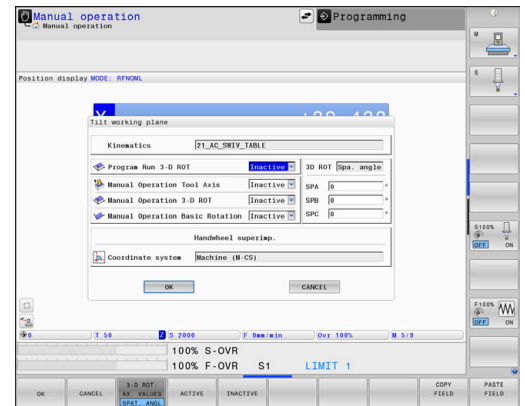 Manual operation
Manual operation
Programming
Position display MODE: RFNOML
Tilt working plane
Kinematics 21_AC_SWIV_TABLE
Program Run 3-D ROT Inactive
3D ROT Spa. angle
Manual Operation Tool Axis Inactive
SPA 0 °
Manual Operation 3-D ROT Inactive
SPB 0 °
Manual Operation Basic Rotation Inactive
SPC 0 °
Handwheel superimp.
Coordinate system Machine (M-CS)
OK CANCEL
M
S
S100%
OFF ON
F100%
OFF ON
0 T 50 Z S 2000 F 0mm/min Ovr 100% M 5/9
100% S-OVR
100% F-OVR S1 LIMIT 1
OK
CANCEL
3-D ROT:
AX. VALUES
SPAT. ANGL
ACTIVE
INACTIVE
COPY
FIELD
PASTE
FIELD